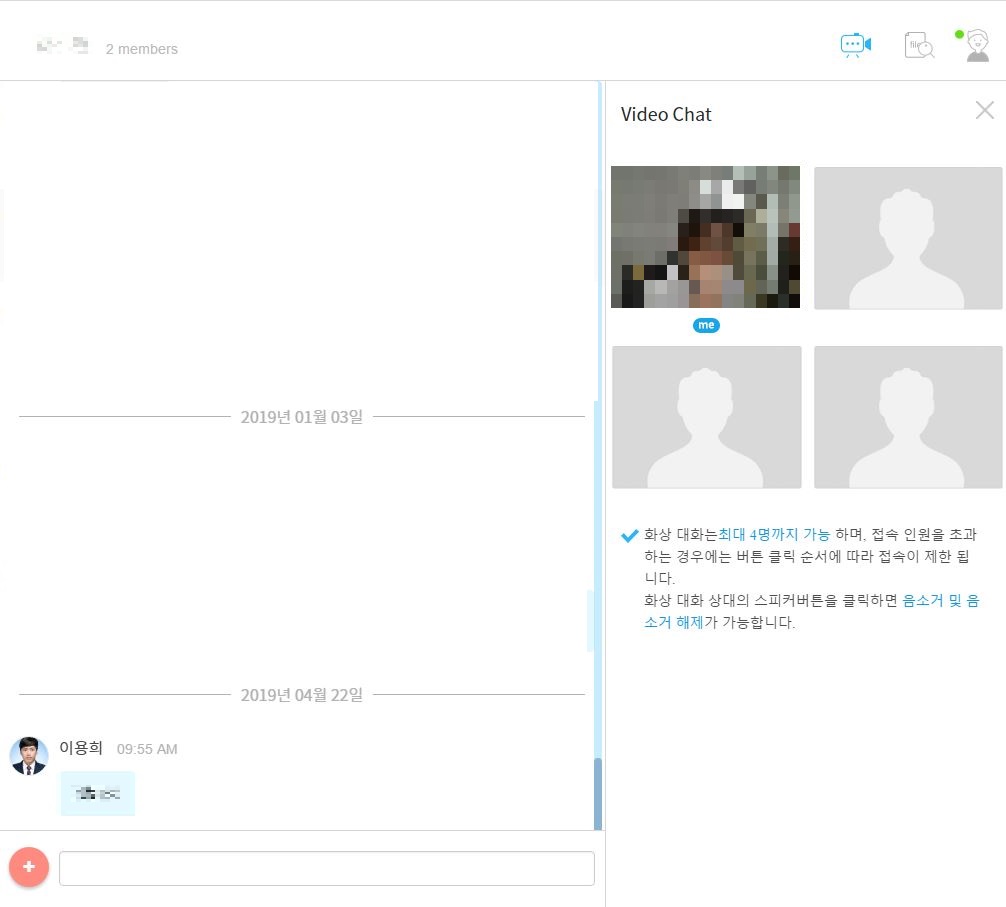 2 members
file
Video Chat
me
2019년 01월 03일
화상 대화는최대 4명까지 가능 하며, 접속 인원을 초과
하는 경우에는 버튼 클릭 순서에 따라 접속이 제한 됩
니다.
화상 대화 상대의 스피커버튼을 클릭하면 음소거 및 음
소거 해제가 가능합니다.
2019년 04월 22일
이용희 09:55 AM